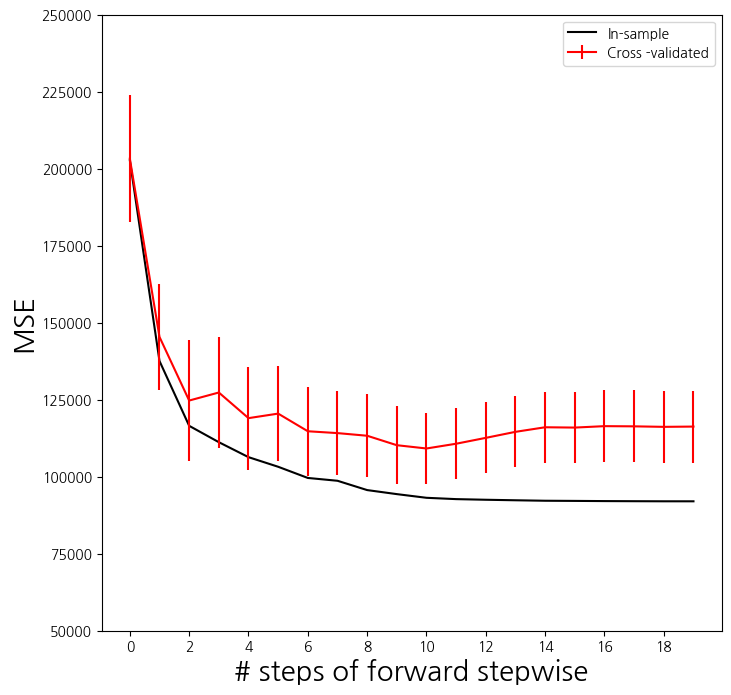 250000
225000
200000
175000
150000
125000
100000
75000
50000
MSE
In-sample
Cross -validated
0 2 4 6 8 10 12 14 16 18
# steps of forward stepwise